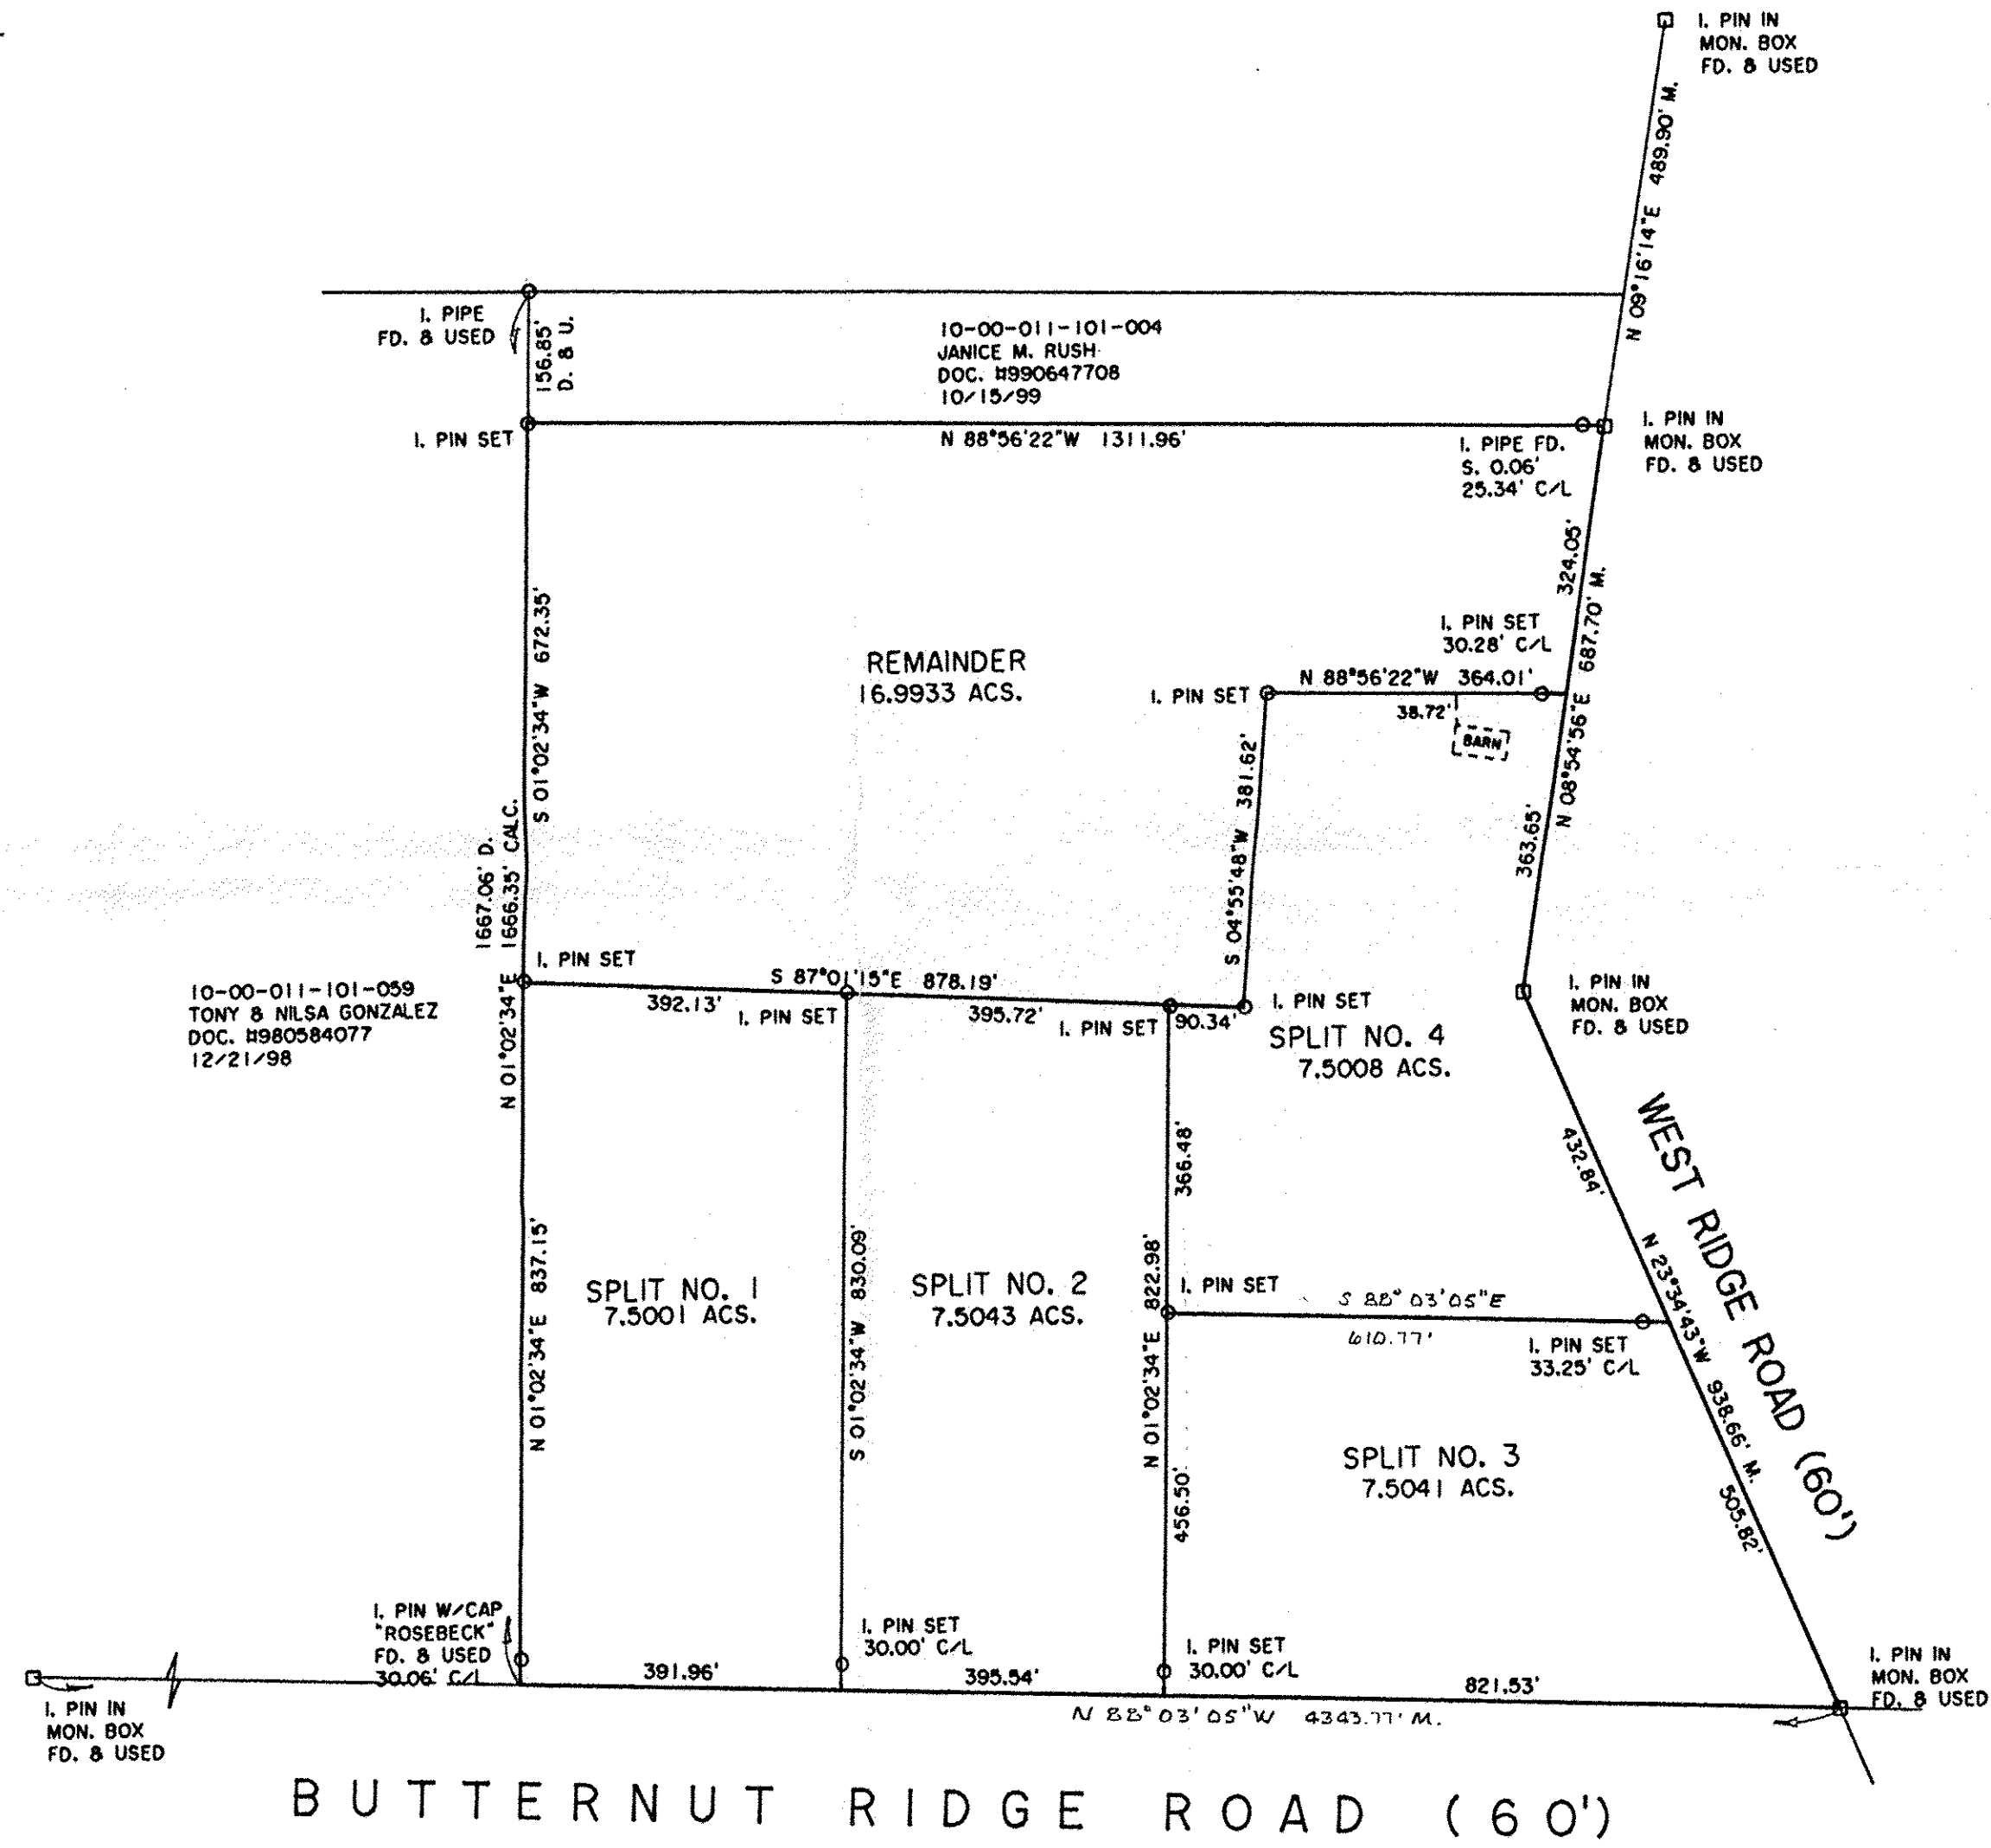 I. PIN IN
MON. BOX
FD. & USED
N 09°16'14"E 489.90' M.
I. PIPE
FD. & USED
156.85'
D. & U.
10-00-011-101-004
JANICE M. RUSH
DOC. #990647708
10/15/99
I. PIN SET
N 88°56'22"W 1311.96'
I. PIPE FD.
S. 0.06'
25.34' C/L
I. PIN IN
MON. BOX
FD. & USED
324.05'
N 08°54'56"E 687.70' M.
363.65'
S 01°02'34"W 672.35'
REMAINDER
16.9933 ACS.
I. PIN SET
30.28' C/L
I. PIN SET
N 88°56'22"W 364.01'
38.72'
BARN
S 04°55'48"W 381.62'
1667.06' D.
1666.35' CALC.
N 01°02'34"E
I. PIN SET
S 87°01'15"E 878.19'
392.13'
I. PIN SET
395.72'
I. PIN SET
90.34'
I. PIN SET
10-00-011-101-059
TONY & NILSA GONZALEZ
DOC. #980584077
12/21/98
SPLIT NO. 4
7.5008 ACS.
I. PIN IN
MON. BOX
FD. & USED
WEST RIDGE ROAD (60')
432.84'
N 23°34'43"W 938.66' M.
505.82'
366.48'
N 01°02'34"E 837.15'
SPLIT NO. 1
7.5001 ACS.
S 01°02'34"W 830.09'
SPLIT NO. 2
7.5043 ACS.
N 01°02'34"E 822.98'
I. PIN SET
S 88°03'05"E
610.77'
I. PIN SET
33.25' C/L
456.50'
SPLIT NO. 3
7.5041 ACS.
I. PIN W/CAP
"ROSEBECK"
FD. & USED
30.06' C/L
I. PIN SET
30.00' C/L
I. PIN SET
30.00' C/L
391.96'
395.54'
821.53'
N 88°03'05"W 4343.77' M.
I. PIN IN
MON. BOX
FD. & USED
I. PIN IN
MON. BOX
FD. & USED
BUTTERNUT RIDGE ROAD (60')